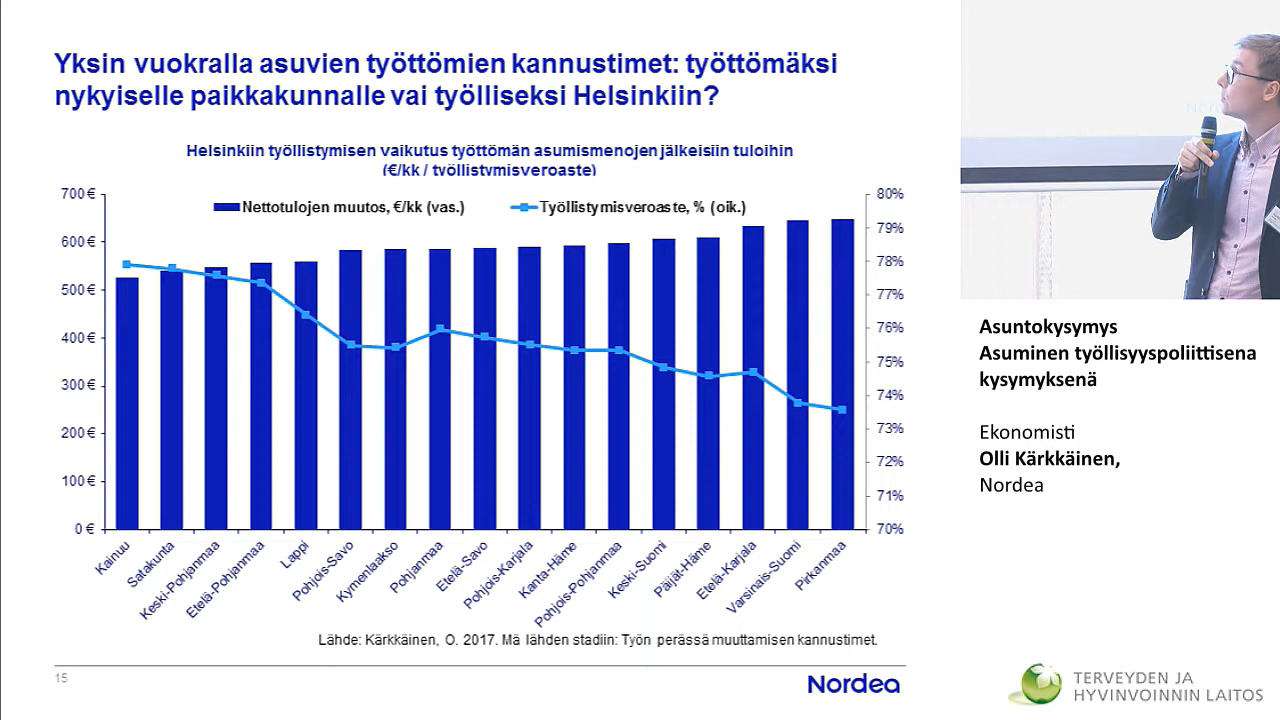 Yksin vuokralla asuvien työttömien kannustimet: työttömäksi
nykyiselle paikkakunnalle vai työlliseksi Helsinkiin?
Helsinkiin työllistymisen vaikutus työttömän asumismenojen jälkeisiin tuloihin
(€/kk / työllistymisveroaste)
Nettotulojen muutos, €/kk (vas.)
Työllistymisveroaste, % (oik.)
700 €
600 €
500 €
400 €
300 €
200 €
100 €
0 €
80%
79%
78%
77%
76%
75%
74%
73%
72%
71%
70%
Kainuu
Satakunta
Keski-Pohjanmaa
Etelä-Pohjanmaa
Lappi
Pohjois-Savo
Kymenlaakso
Pohjanmaa
Etelä-Savo
Pohjois-Karjala
Kanta-Häme
Pohjois-Pohjanmaa
Keski-Suomi
Päijät-Häme
Etelä-Karjala
Varsinais-Suomi
Pirkanmaa
Lähde: Kärkkäinen, O. 2017. Mä lähden stadiin: Työn perässä muuttamisen kannustimet.
15
Nordea
Asuntokysymys
Asuminen työllisyyspoliittisena
kysymyksenä
Ekonomisti
Olli Kärkkäinen,
Nordea
TERVEYDEN JA
HYVINVOINNIN LAITOS